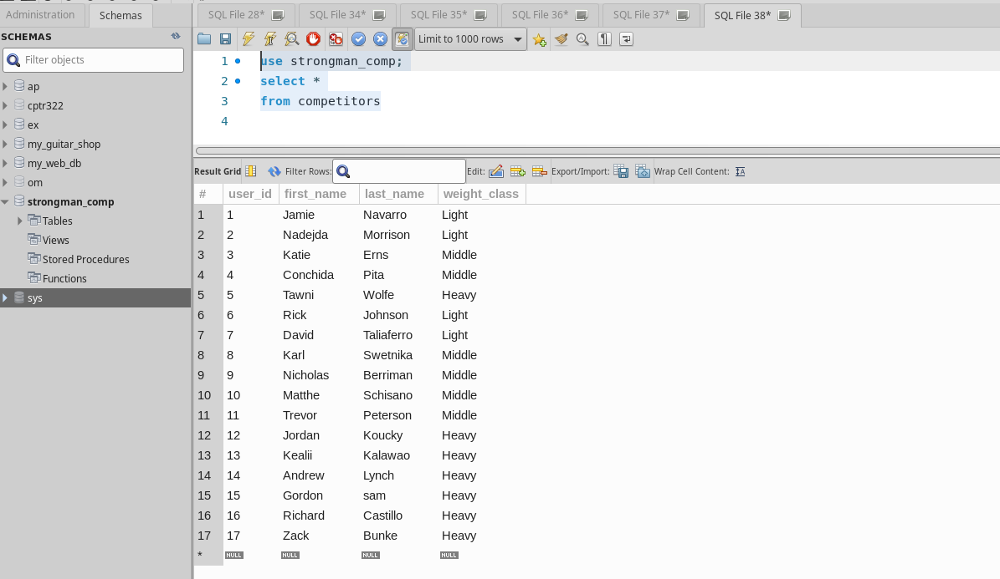 Administration Schemas SQL File 28* SQL File 34* SQL File 35* SQL File 36* SQL File 37* SQL File 38*
SCHEMAS
Filter objects
ap
cptr322
ex
my_guitar_shop
my_web_db
om
strongman_comp
Tables
Views
Stored Procedures
Functions
sys
Limit to 1000 rows
1 use strongman_comp;
2 select *
3 from competitors
4
Result Grid Filter Rows: Edit: Export/Import: Wrap Cell Content: IA
# user_id first_name last_name weight_class
1 1 Jamie Navarro Light
2 2 Nadejda Morrison Light
3 3 Katie Erns Middle
4 4 Conchida Pita Middle
5 5 Tawni Wolfe Heavy
6 6 Rick Johnson Light
7 7 David Taliaferro Light
8 8 Karl Swetnika Middle
9 9 Nicholas Berriman Middle
10 10 Matthe Schisano Middle
11 11 Trevor Peterson Middle
12 12 Jordan Koucky Heavy
13 13 Kealii Kalawao Heavy
14 14 Andrew Lynch Heavy
15 15 Gordon sam Heavy
16 16 Richard Castillo Heavy
17 17 Zack Bunke Heavy
* NULL NULL NULL NULL